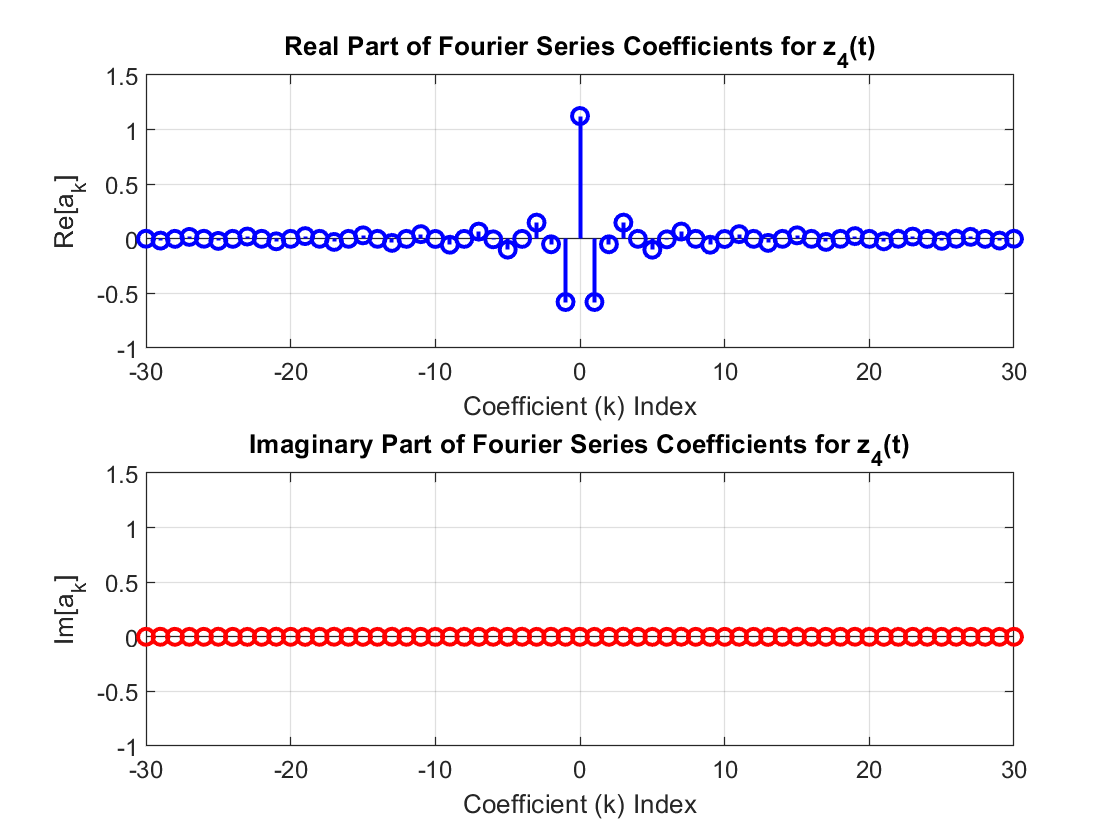 Real Part of Fourier Series Coefficients for z4(t)
1.5
1
0.5
0
-0.5
-1
Re[ak]
-30 -20 -10 0 10 20 30
Coefficient (k) Index
Imaginary Part of Fourier Series Coefficients for z4(t)
1.5
1
0.5
0
-0.5
-1
Im[ak]
-30 -20 -10 0 10 20 30
Coefficient (k) Index